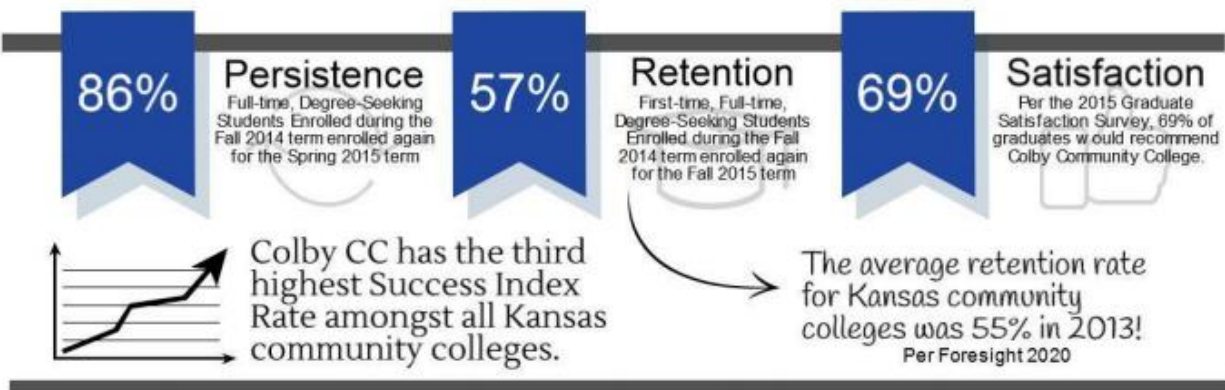 86%
Persistence
Full-time, Degree-Seeking
Students Enrolled during the
Fall 2014 term enrolled again
for the Spring 2015 term
57%
Retention
First-time, Full-time,
Degree-Seeking Students
Enrolled during the Fall
2014 term enrolled again
for the Fall 2015 term
69%
Satisfaction
Per the 2015 Graduate
Satisfaction Survey, 69% of
graduates would recommend
Colby Community College.
Colby CC has the third
highest Success Index
Rate amongst all Kansas
community colleges.
The average retention rate
for Kansas community
colleges was 55% in 2013!
Per Foresight 2020